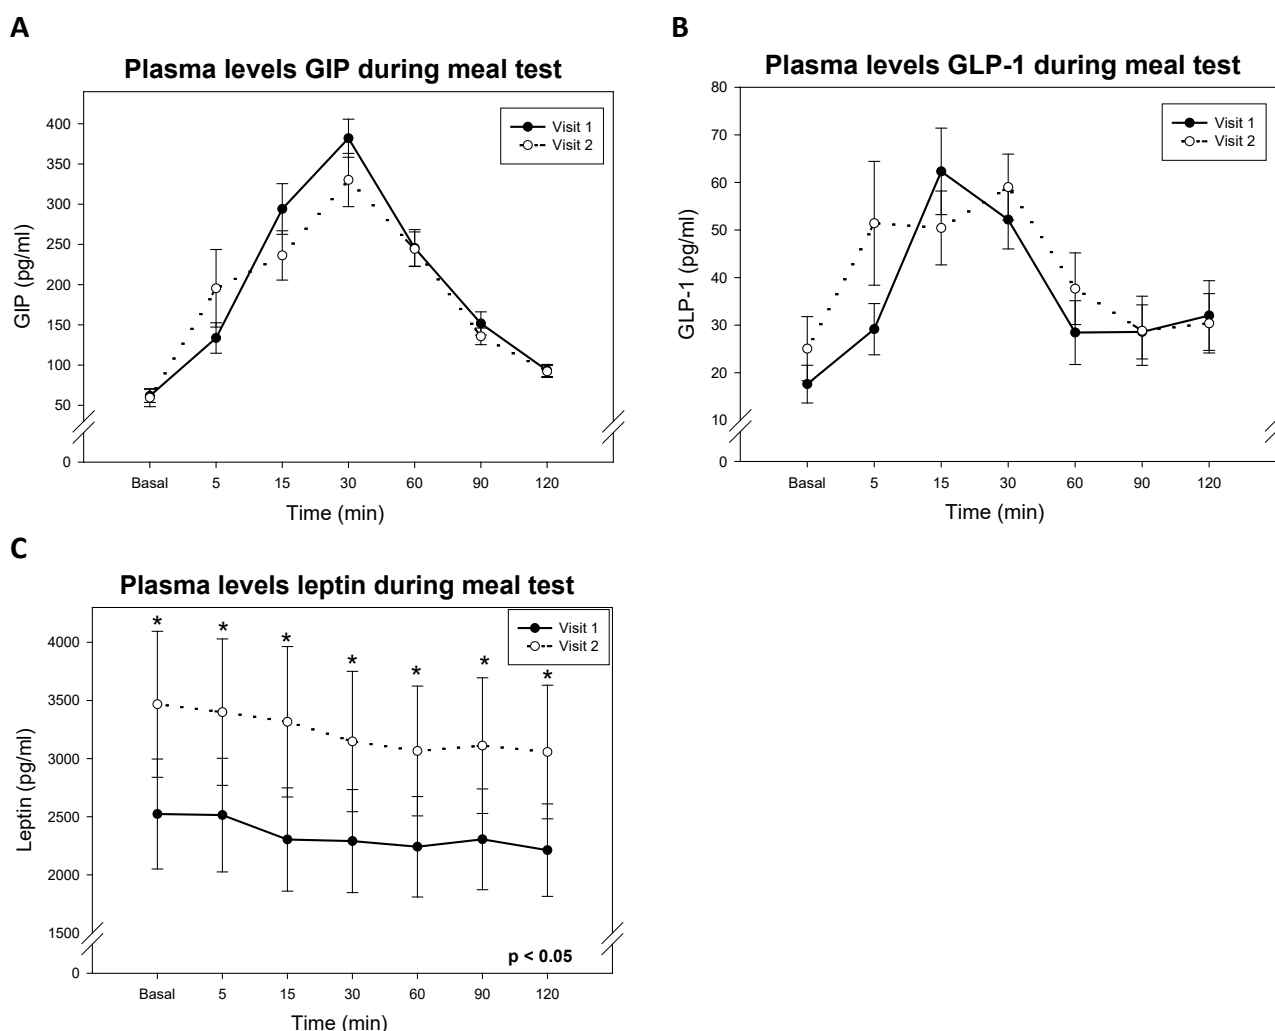 A
Plasma levels GIP during meal test
Visit 1
Visit 2
GIP (pg/ml)
400
350
300
250
200
150
100
50
0
Basal 5 15 30 60 90 120
Time (min)
B
Plasma levels GLP-1 during meal test
Visit 1
Visit 2
GLP-1 (pg/ml)
80
70
60
50
40
30
20
10
0
Basal 5 15 30 60 90 120
Time (min)
C
Plasma levels leptin during meal test
Visit 1
Visit 2
* * * * * * *
Leptin (pg/ml)
4000
3500
3000
2500
2000
1500
0
p < 0.05
Basal 5 15 30 60 90 120
Time (min)